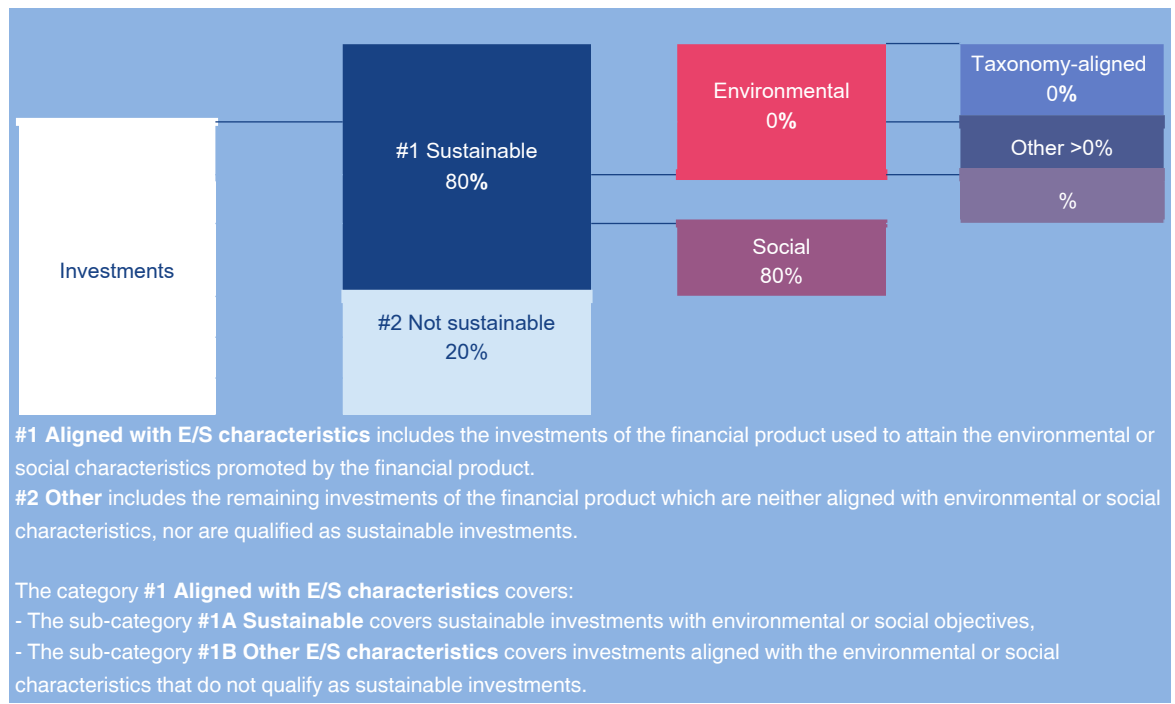 Investments
#1 Sustainable
80%
#2 Not sustainable
20%
Environmental
0%
Social
80%
Taxonomy-aligned
0%
Other >0%
%
#1 Aligned with E/S characteristics includes the investments of the financial product used to attain the environmental or
social characteristics promoted by the financial product.
#2 Other includes the remaining investments of the financial product which are neither aligned with environmental or social
characteristics, nor are qualified as sustainable investments.
The category #1 Aligned with E/S characteristics covers:
- The sub-category #1A Sustainable covers sustainable investments with environmental or social objectives,
- The sub-category #1B Other E/S characteristics covers investments aligned with the environmental or social
characteristics that do not qualify as sustainable investments.